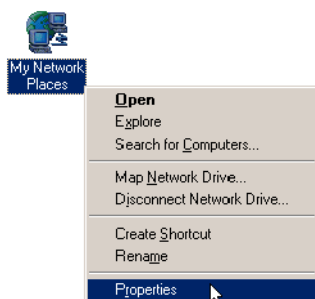 My Network
Places
Open
Explore
Search for Computers...
Map Network Drive...
Disconnect Network Drive...
Create Shortcut
Rename
Properties